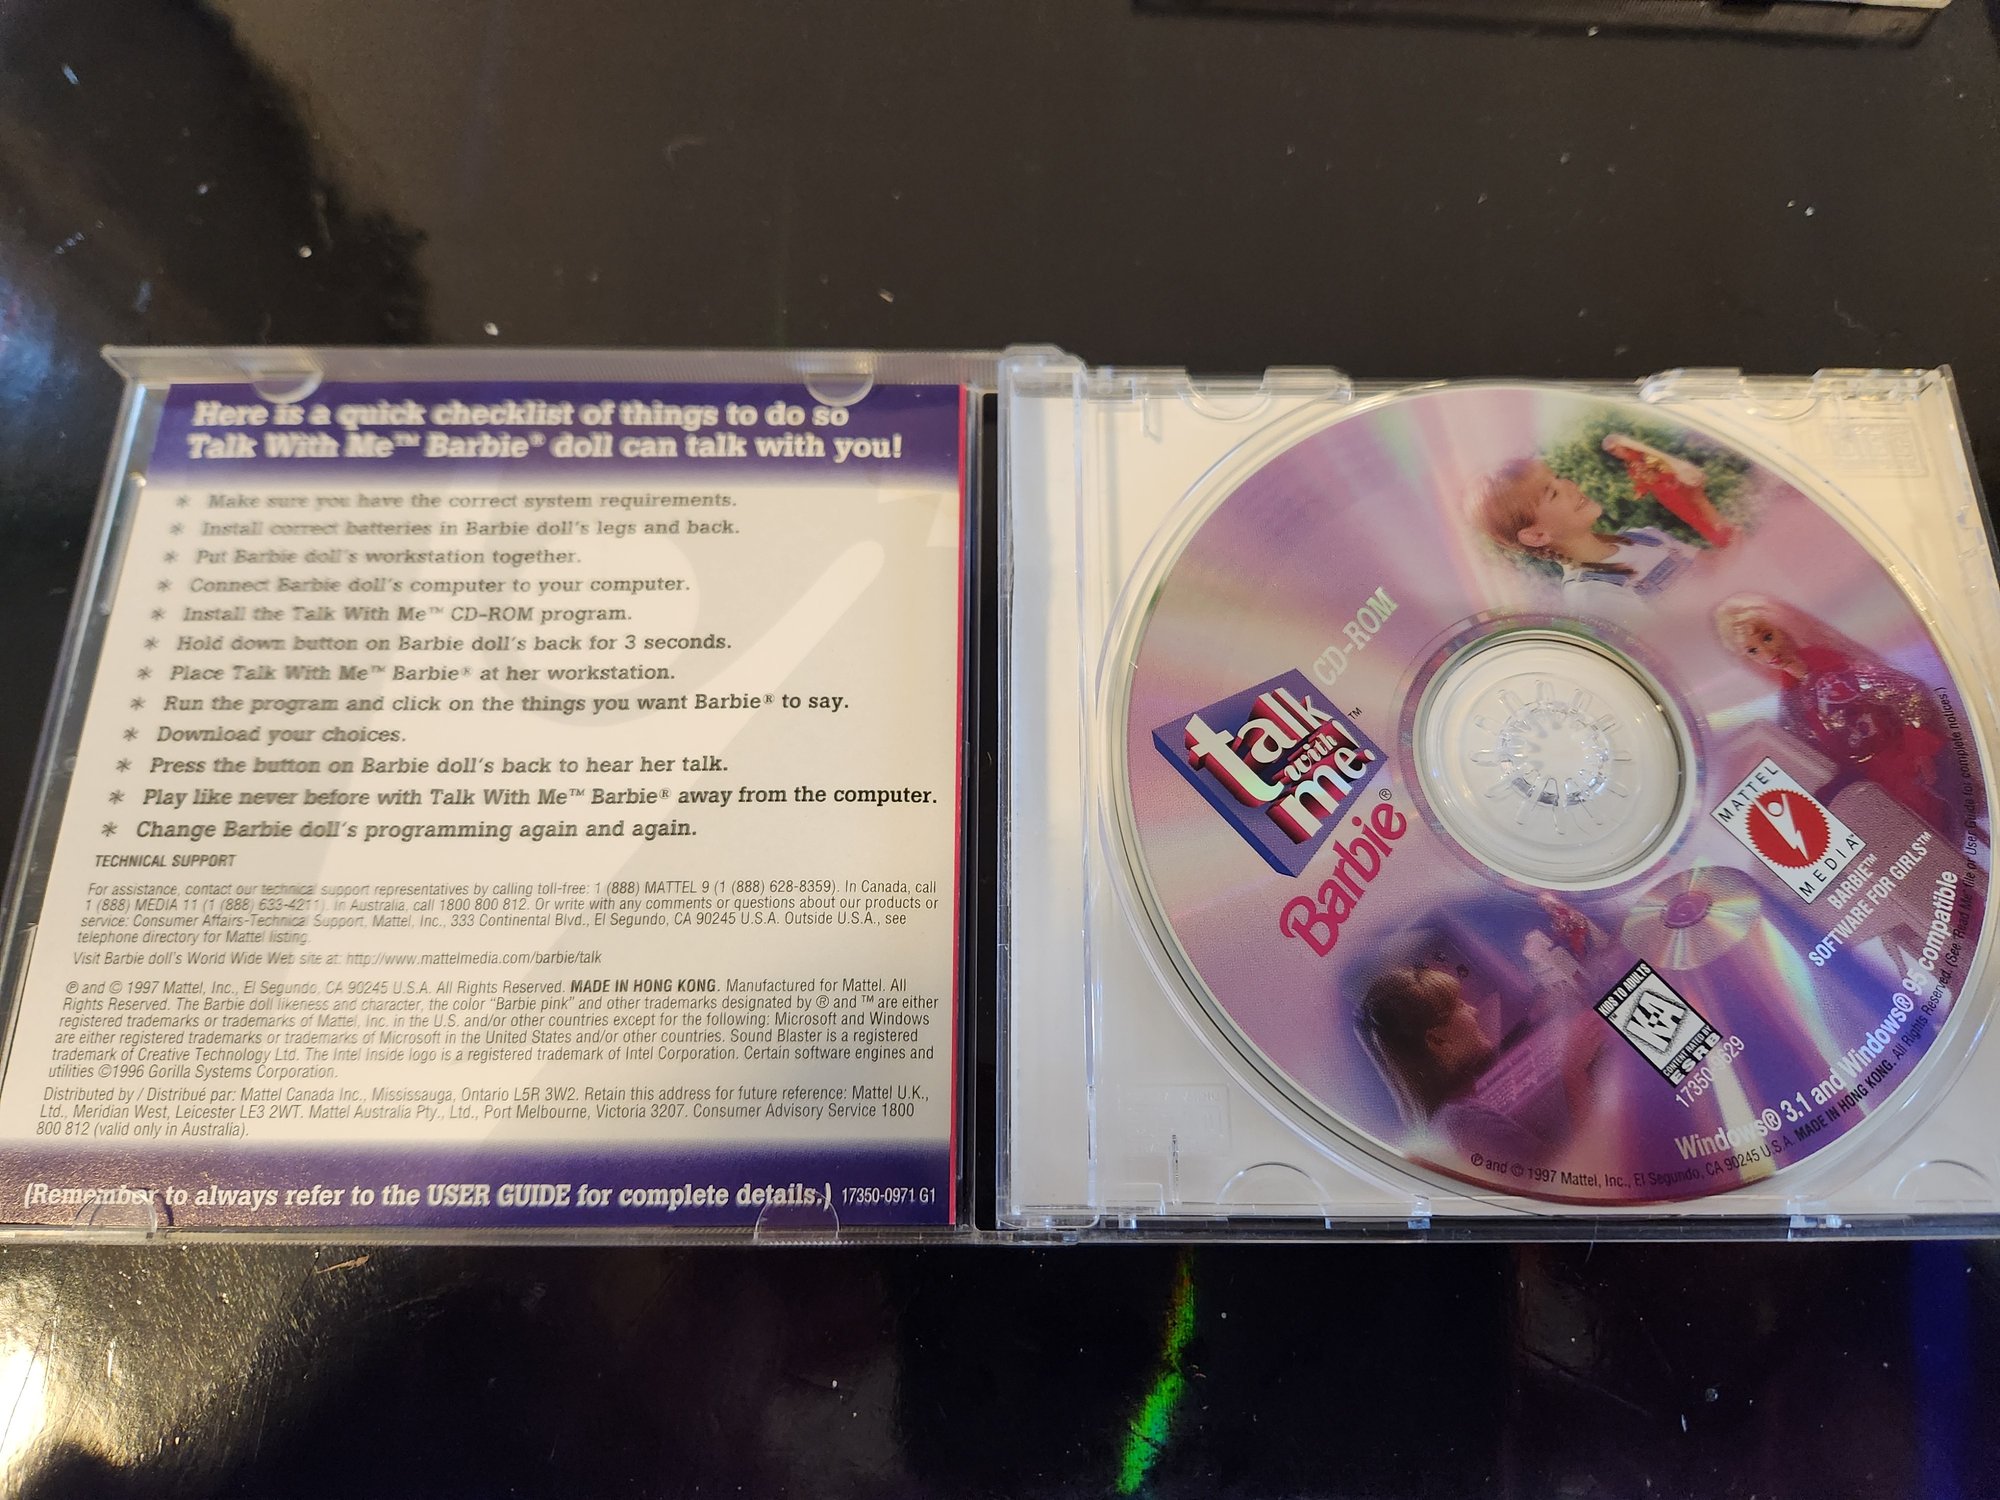 Here is a quick checklist of things to do so
Talk With Me™ Barbie® doll can talk with you!
* Make sure you have the correct system requirements.
* Install correct batteries in Barbie doll's legs and back.
* Put Barbie doll's workstation together.
* Connect Barbie doll's computer to your computer.
* Install the Talk With Me™ CD-ROM program.
* Hold down button on Barbie doll's back for 3 seconds.
* Place Talk With Me™ Barbie® at her workstation.
* Run the program and click on the things you want Barbie® to say.
* Download your choices.
* Press the button on Barbie doll's back to hear her talk.
* Play like never before with Talk With Me™ Barbie® away from the computer.
* Change Barbie doll's programming again and again.
TECHNICAL SUPPORT
For assistance, contact our technical support representatives by calling toll-free: 1 (888) MATTEL 9 (1 (888) 628-8359). In Canada, call
1 (888) MEDIA 11 (1 (888) 633-4211). In Australia, call 1800 800 812. Or write with any comments or questions about our products or
service: Consumer Affairs-Technical Support, Mattel, Inc., 333 Continental Blvd., El Segundo, CA 90245 U.S.A. Outside U.S.A., see
telephone directory for Mattel listing.
Visit Barbie doll's World Wide Web site at: http://www.mattelmedia.com/barbie/talk
℗ and © 1997 Mattel, Inc., El Segundo, CA 90245 U.S.A. All Rights Reserved. MADE IN HONG KONG. Manufactured for Mattel. All
Rights Reserved. The Barbie doll likeness and character, the color "Barbie pink" and other trademarks designated by ® and ™ are either
registered trademarks or trademarks of Mattel, Inc. in the U.S. and/or other countries except for the following: Microsoft and Windows
are either registered trademarks or trademarks of Microsoft in the United States and/or other countries. Sound Blaster is a registered
trademark of Creative Technology Ltd. The Intel Inside logo is a registered trademark of Intel Corporation. Certain software engines and
utilities ©1996 Gorilla Systems Corporation.
Distributed by / Distribué par: Mattel Canada Inc., Mississauga, Ontario L5R 3W2. Retain this address for future reference: Mattel U.K.,
Ltd., Meridian West, Leicester LE3 2WT. Mattel Australia Pty., Ltd., Port Melbourne, Victoria 3207. Consumer Advisory Service 1800
800 812 (valid only in Australia).
(Remember to always refer to the USER GUIDE for complete details.) 17350-0971 G1
talk
with
me!™
CD-ROM
Barbie®
MATTEL
MEDIA™
BARBIE™
SOFTWARE FOR GIRLS™
KIDS TO ADULTS
K-A
CONTENT RATED BY
ESRB
Windows® 3.1 and Windows® 95 compatible
℗ and © 1997 Mattel, Inc., El Segundo, CA 90245 U.S.A. MADE IN HONG KONG. All Rights Reserved. (See Read Me file or User Guide for complete notices)